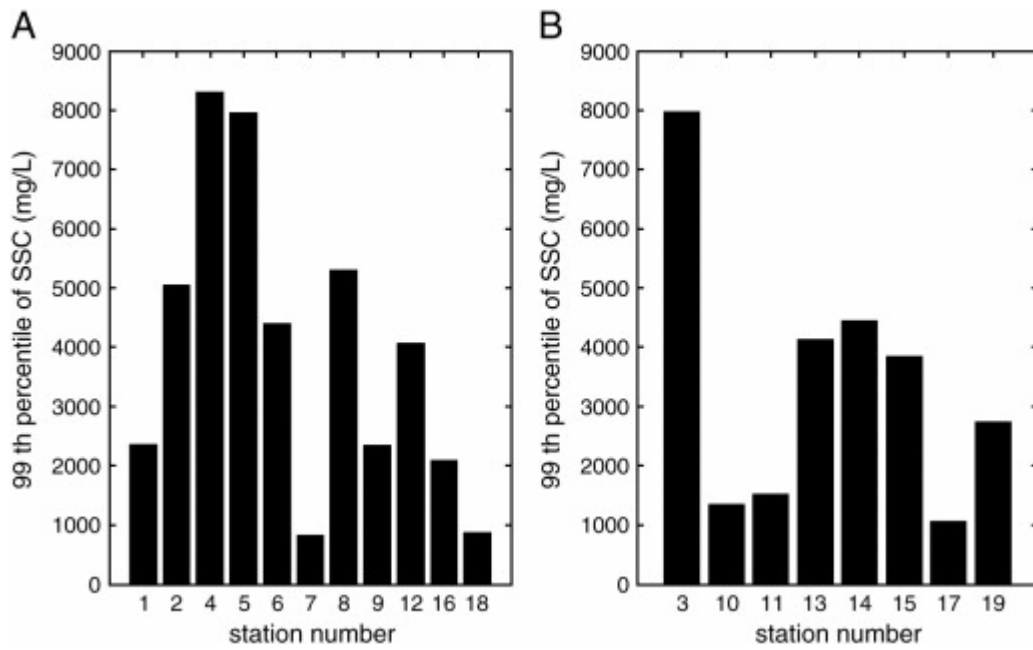 A
99 th percentile of SSC (mg/L)
9000
8000
7000
6000
5000
4000
3000
2000
1000
0
1 2 4 5 6 7 8 9 12 16 18
station number
B
99 th percentile of SSC (mg/L)
9000
8000
7000
6000
5000
4000
3000
2000
1000
0
3 10 11 13 14 15 17 19
station number